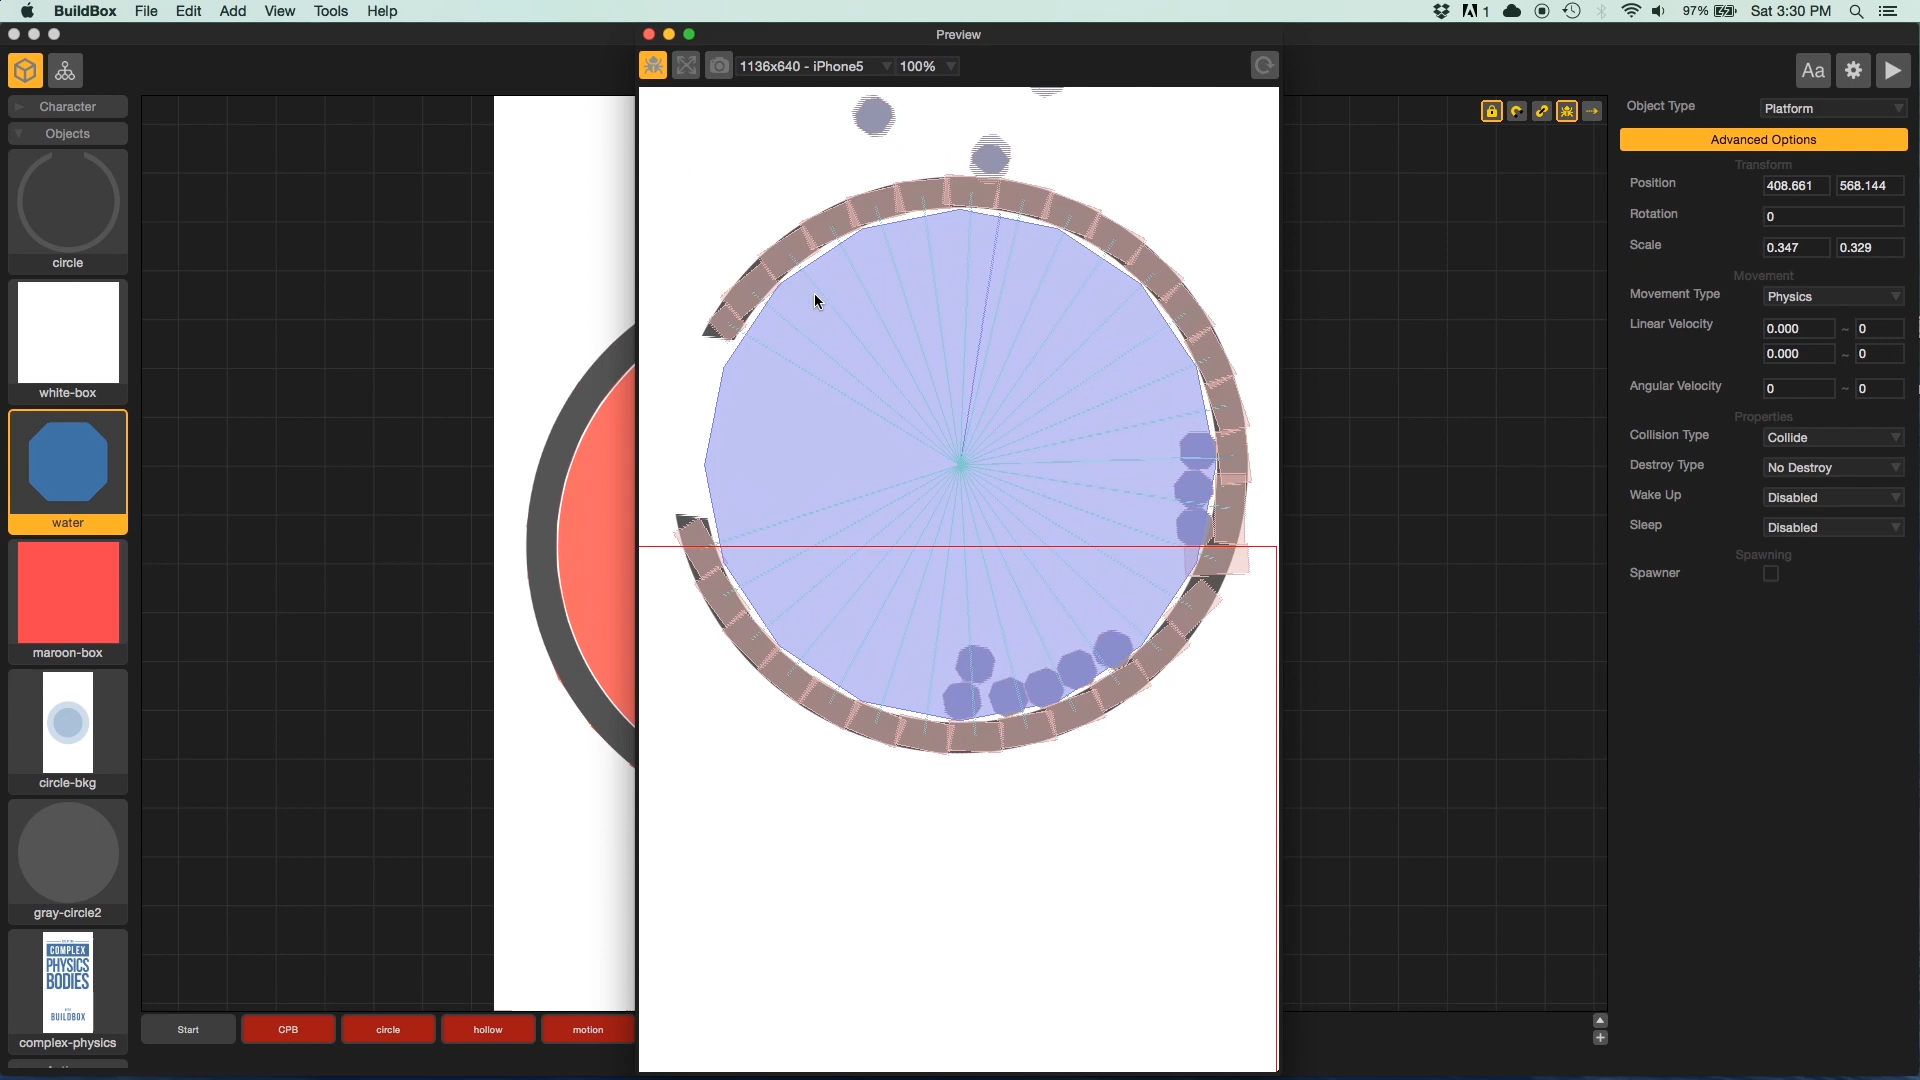 BuildBox File Edit Add View Tools Help
1 97% Sat 3:30 PM
Preview
1136x640 - iPhone5 100%
Aa
Character
Objects
circle
white-box
water
maroon-box
circle-bkg
gray-circle2
COMPLEX
PHYSICS
BODIES
BUILDBOX
complex-physics
Object Type Platform
Advanced Options
Transform
Position 408.661 568.144
Rotation 0
Scale 0.347 0.329
Movement
Movement Type Physics
Linear Velocity 0.000 ~ 0
0.000 ~ 0
Angular Velocity 0 ~ 0
Properties
Collision Type Collide
Destroy Type No Destroy
Wake Up Disabled
Sleep Disabled
Spawning
Spawner
Start CPB circle hollow motion